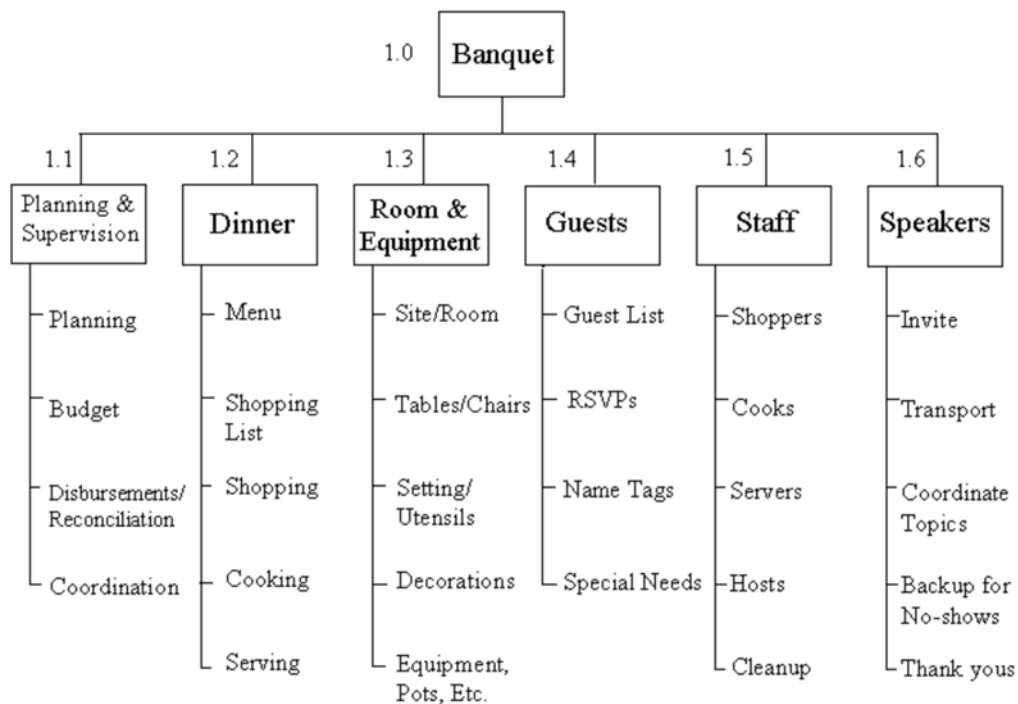 1.0
Banquet
1.1
1.2
1.3
1.4
1.5
1.6
Planning &
Supervision
Dinner
Room &
Equipment
Guests
Staff
Speakers
Planning
Budget
Disbursements/
Reconciliation
Coordination
Menu
Shopping
List
Shopping
Cooking
Serving
Site/Room
Tables/Chairs
Setting/
Utensils
Decorations
Equipment,
Pots, Etc.
Guest List
RSVPs
Name Tags
Special Needs
Shoppers
Cooks
Servers
Hosts
Cleanup
Invite
Transport
Coordinate
Topics
Backup for
No-shows
Thank yous